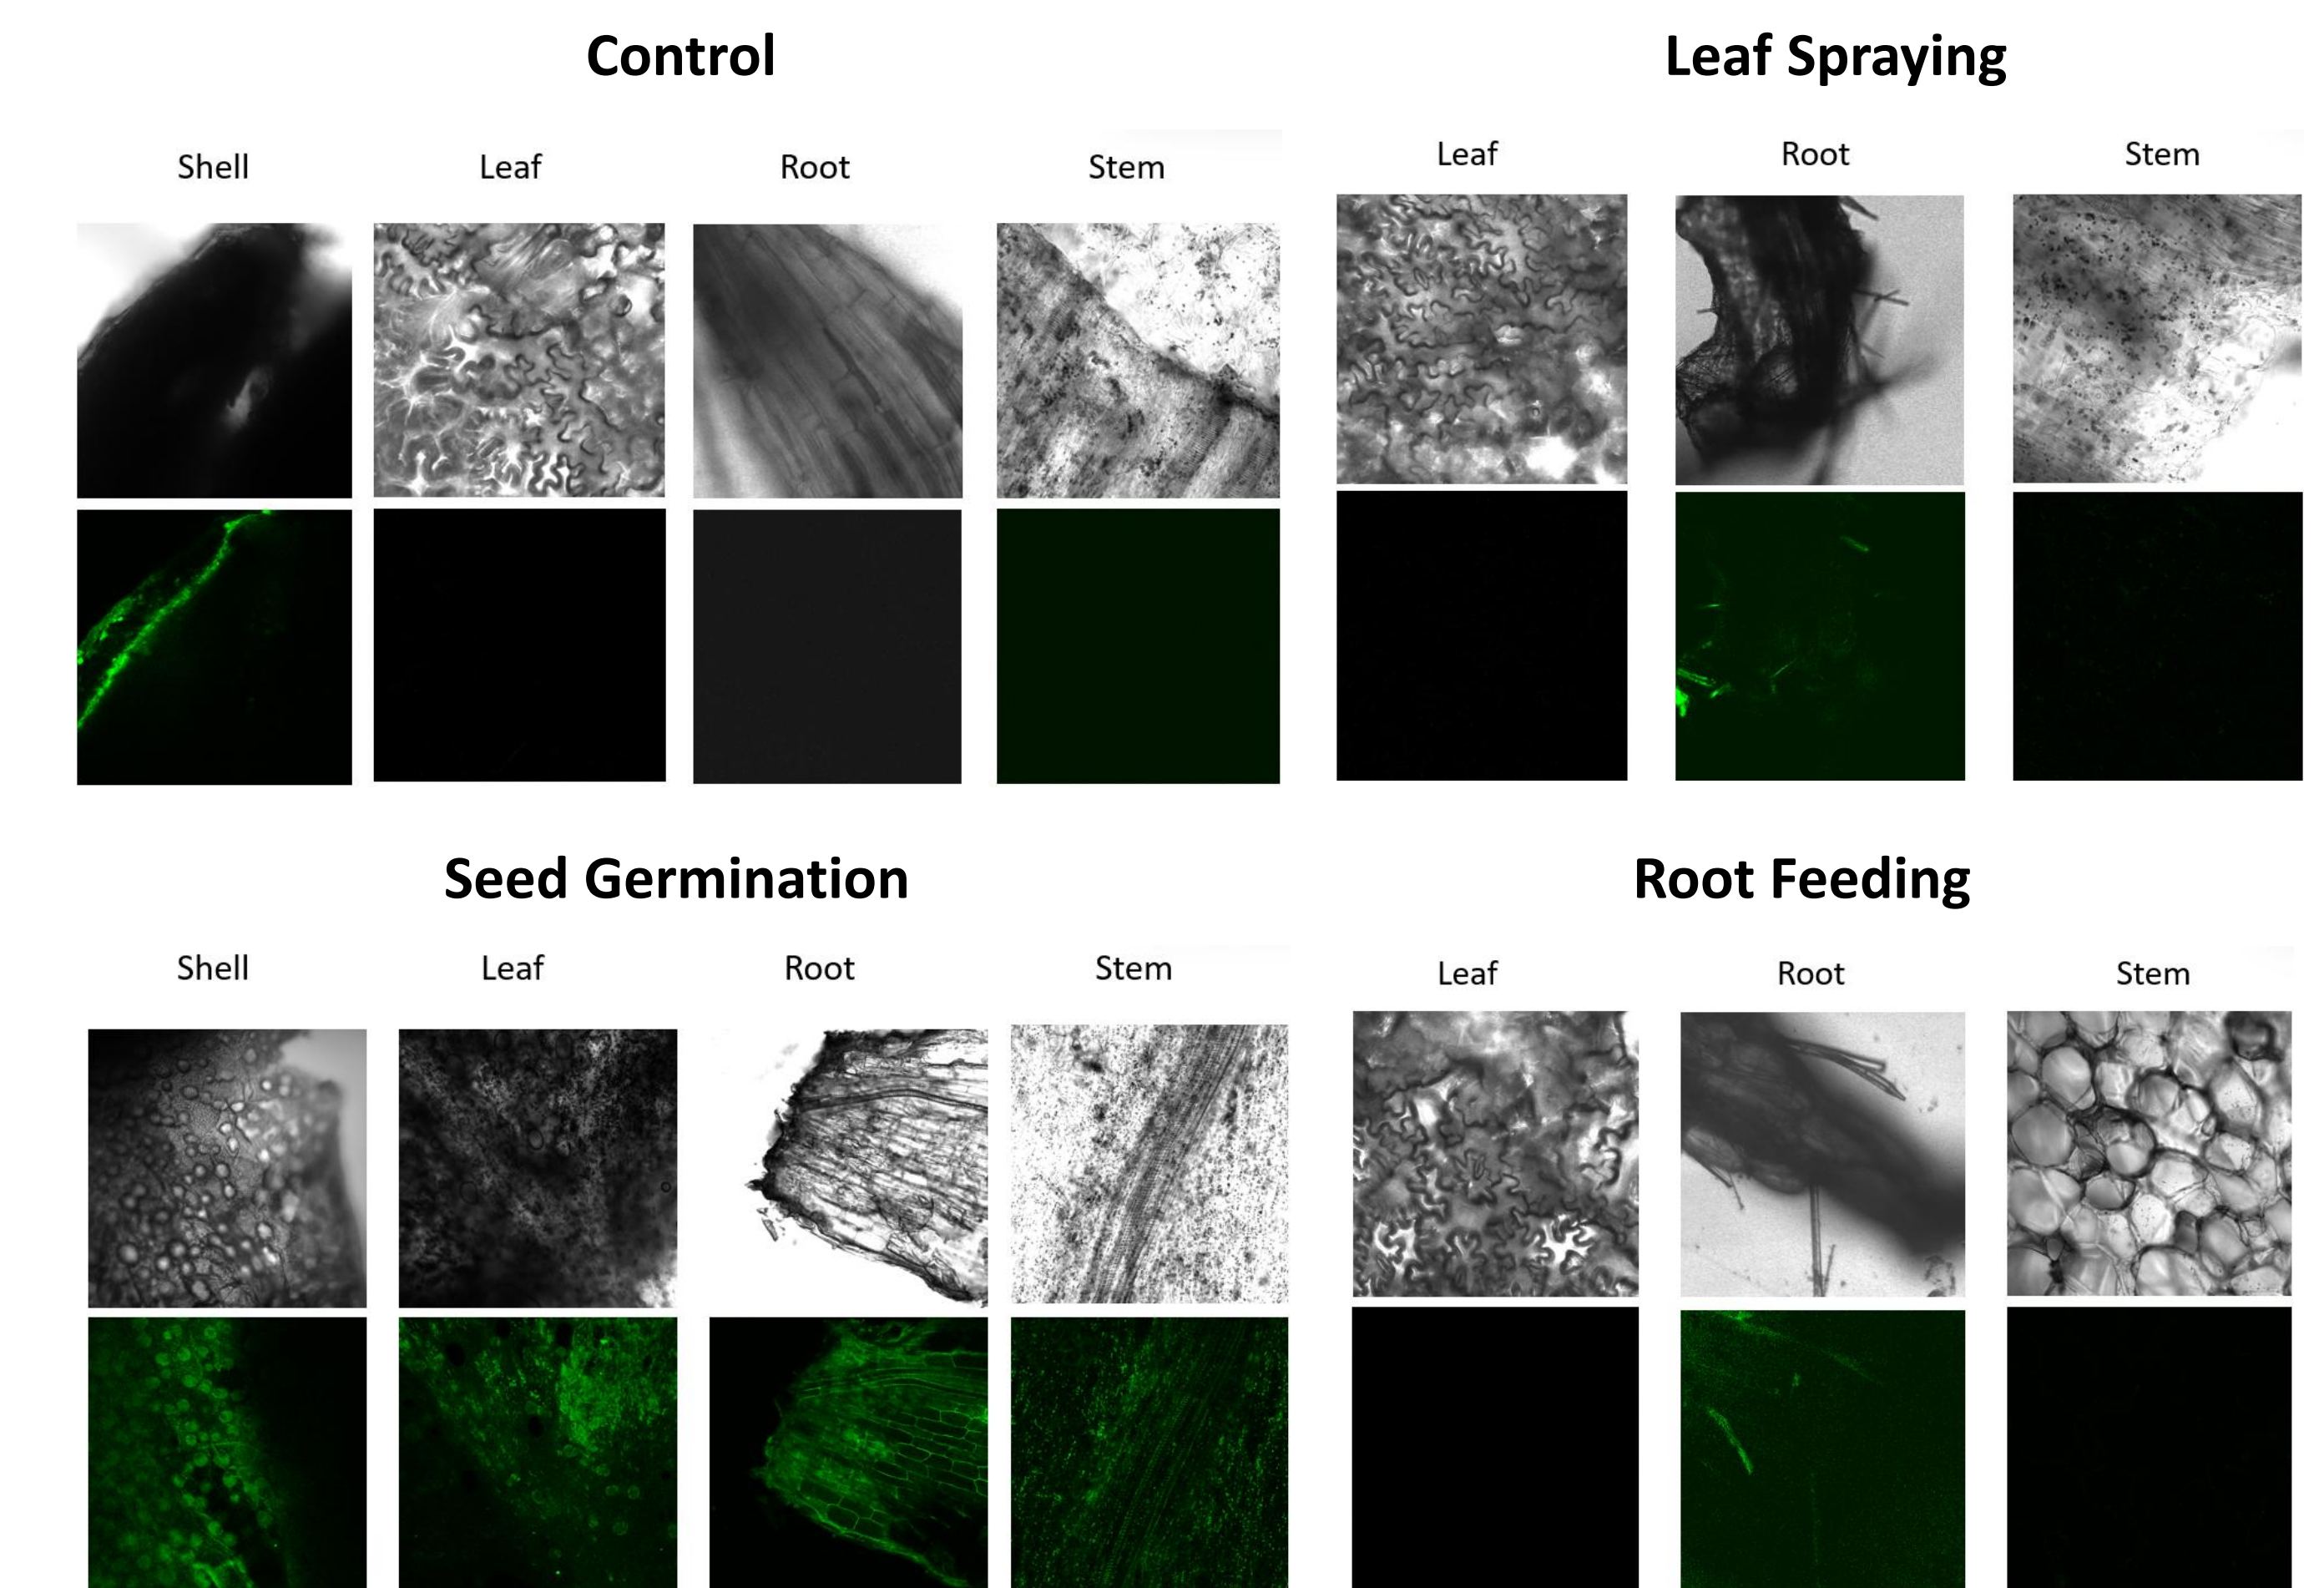 Control
Shell Leaf Root Stem
Leaf Spraying
Leaf Root Stem
Seed Germination
Shell Leaf Root Stem
Root Feeding
Leaf Root Stem